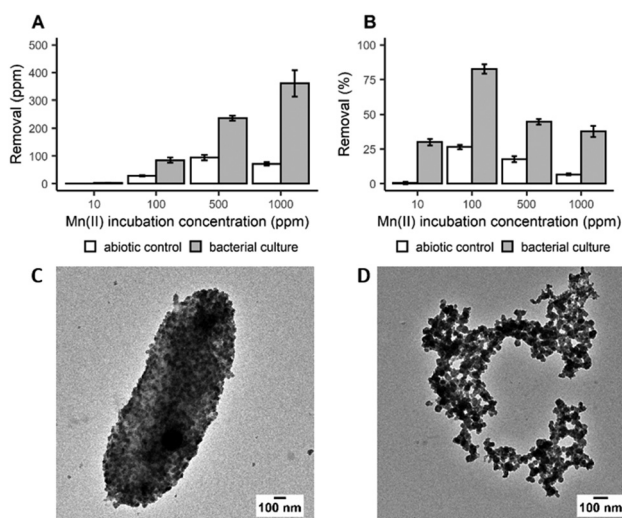 A
500
400
300
200
100
0
Removal (ppm)
10 100 500 1000
Mn(II) incubation concentration (ppm)
abiotic control bacterial culture
B
100
75
50
25
0
Removal (%)
10 100 500 1000
Mn(II) incubation concentration (ppm)
abiotic control bacterial culture
C
100 nm
D
100 nm